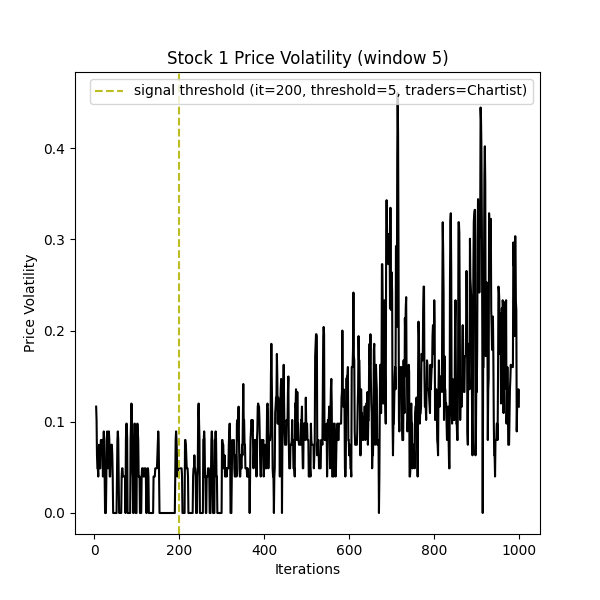 Stock 1 Price Volatility (window 5)
signal threshold (it=200, threshold=5, traders=Chartist)
Price Volatility
0.4
0.3
0.2
0.1
0.0
0 200 400 600 800 1000
Iterations